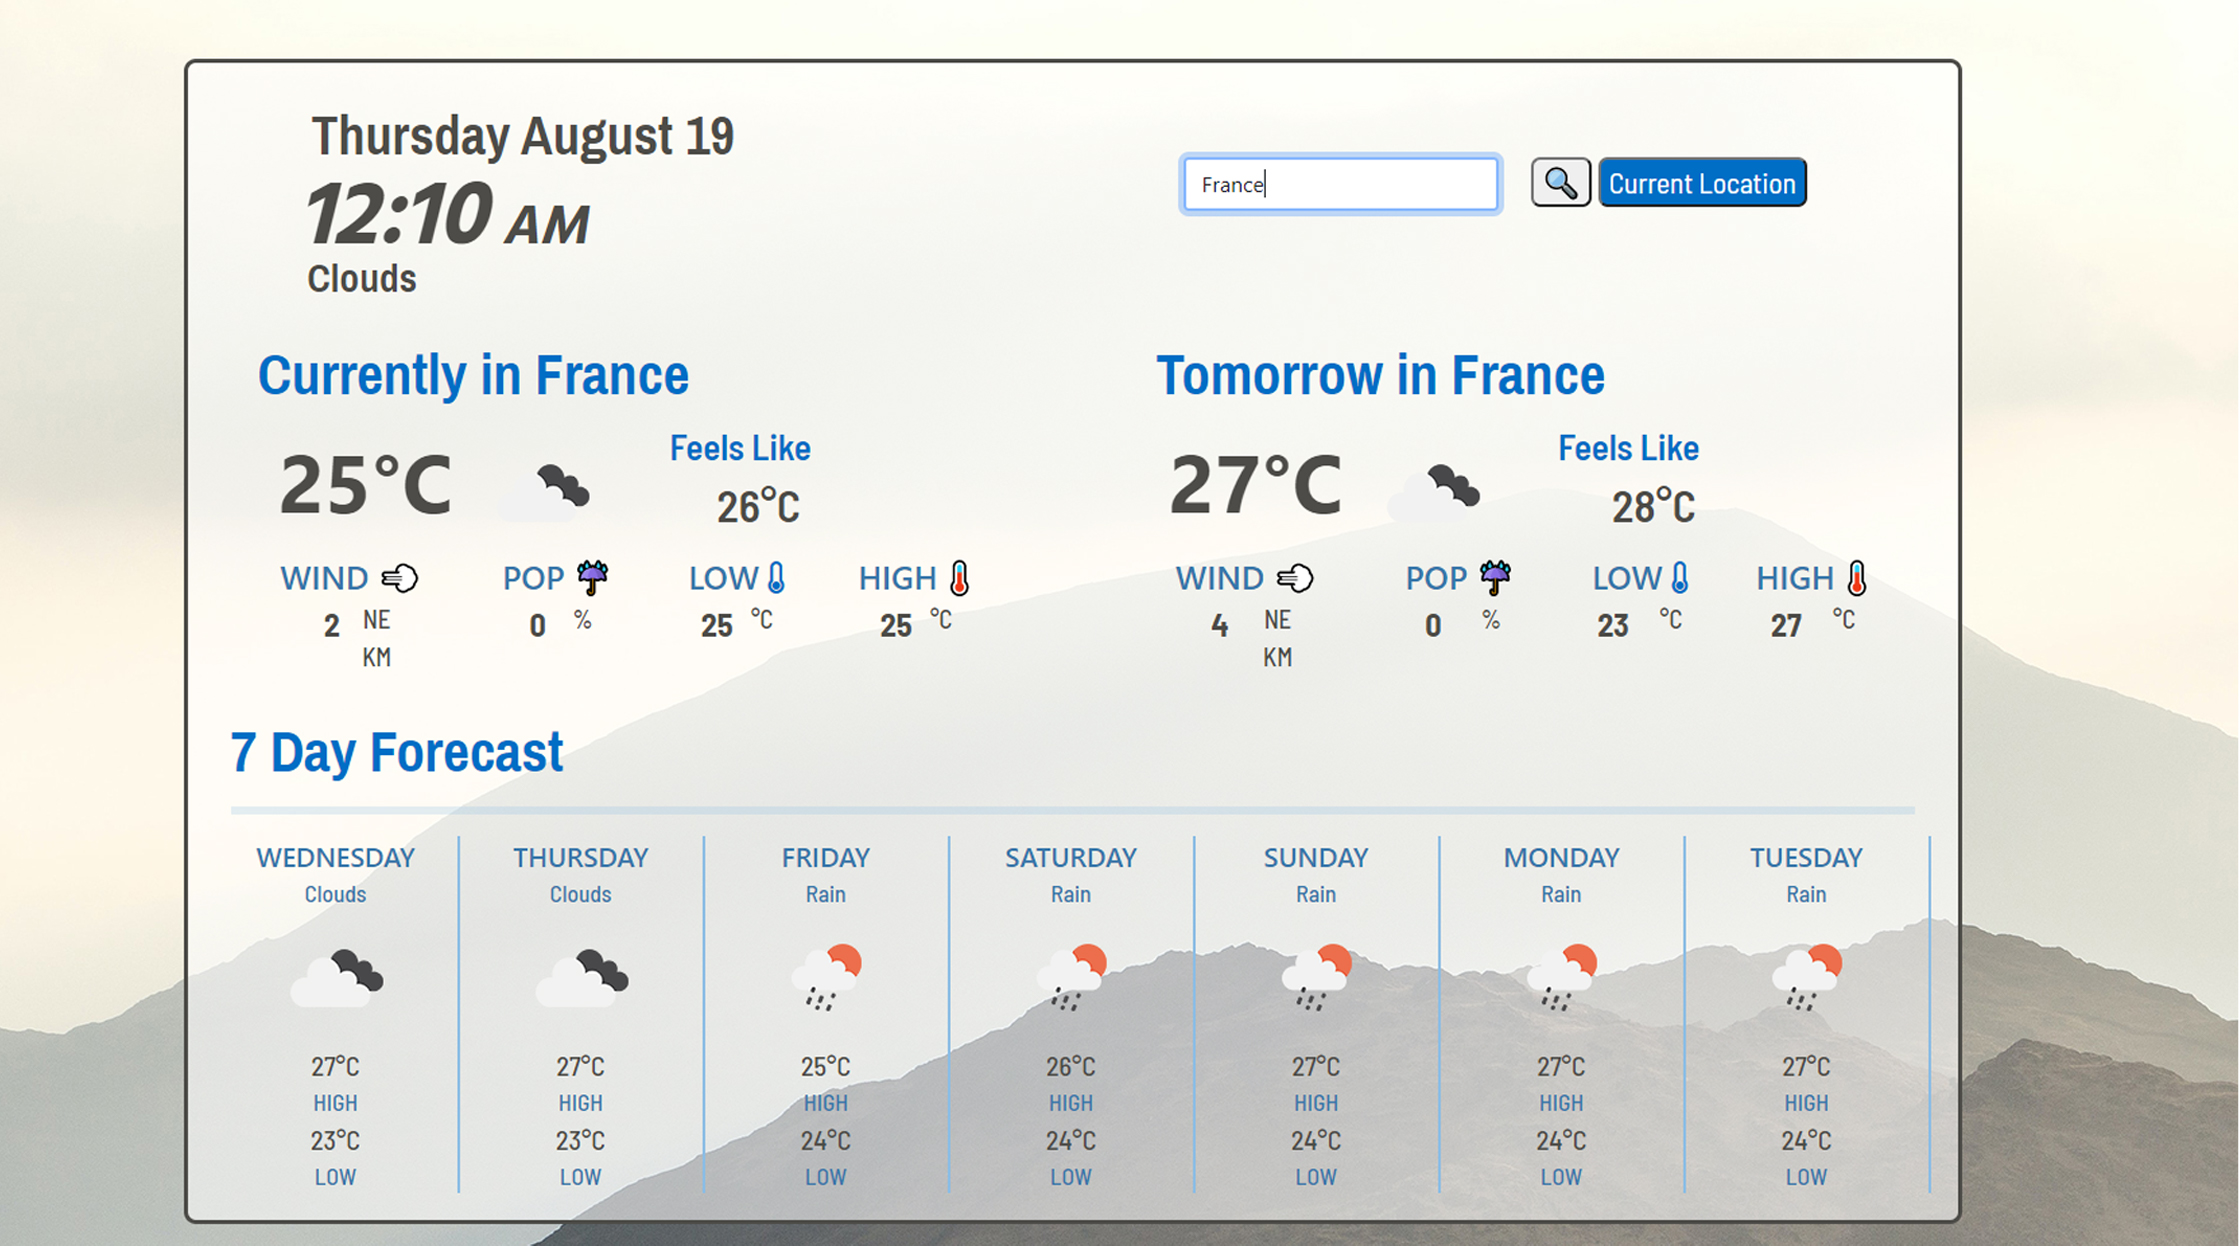 Thursday August 19
12:10 AM
Clouds
France
Current Location
Currently in France
25°C
Feels Like
26°C
WIND POP LOW HIGH
2 NE KM 0 % 25 °C 25 °C
Tomorrow in France
27°C
Feels Like
28°C
WIND POP LOW HIGH
4 NE KM 0 % 23 °C 27 °C
7 Day Forecast
WEDNESDAY
Clouds
27°C
HIGH
23°C
LOW
THURSDAY
Clouds
27°C
HIGH
23°C
LOW
FRIDAY
Rain
25°C
HIGH
24°C
LOW
SATURDAY
Rain
26°C
HIGH
24°C
LOW
SUNDAY
Rain
27°C
HIGH
24°C
LOW
MONDAY
Rain
27°C
HIGH
24°C
LOW
TUESDAY
Rain
27°C
HIGH
24°C
LOW